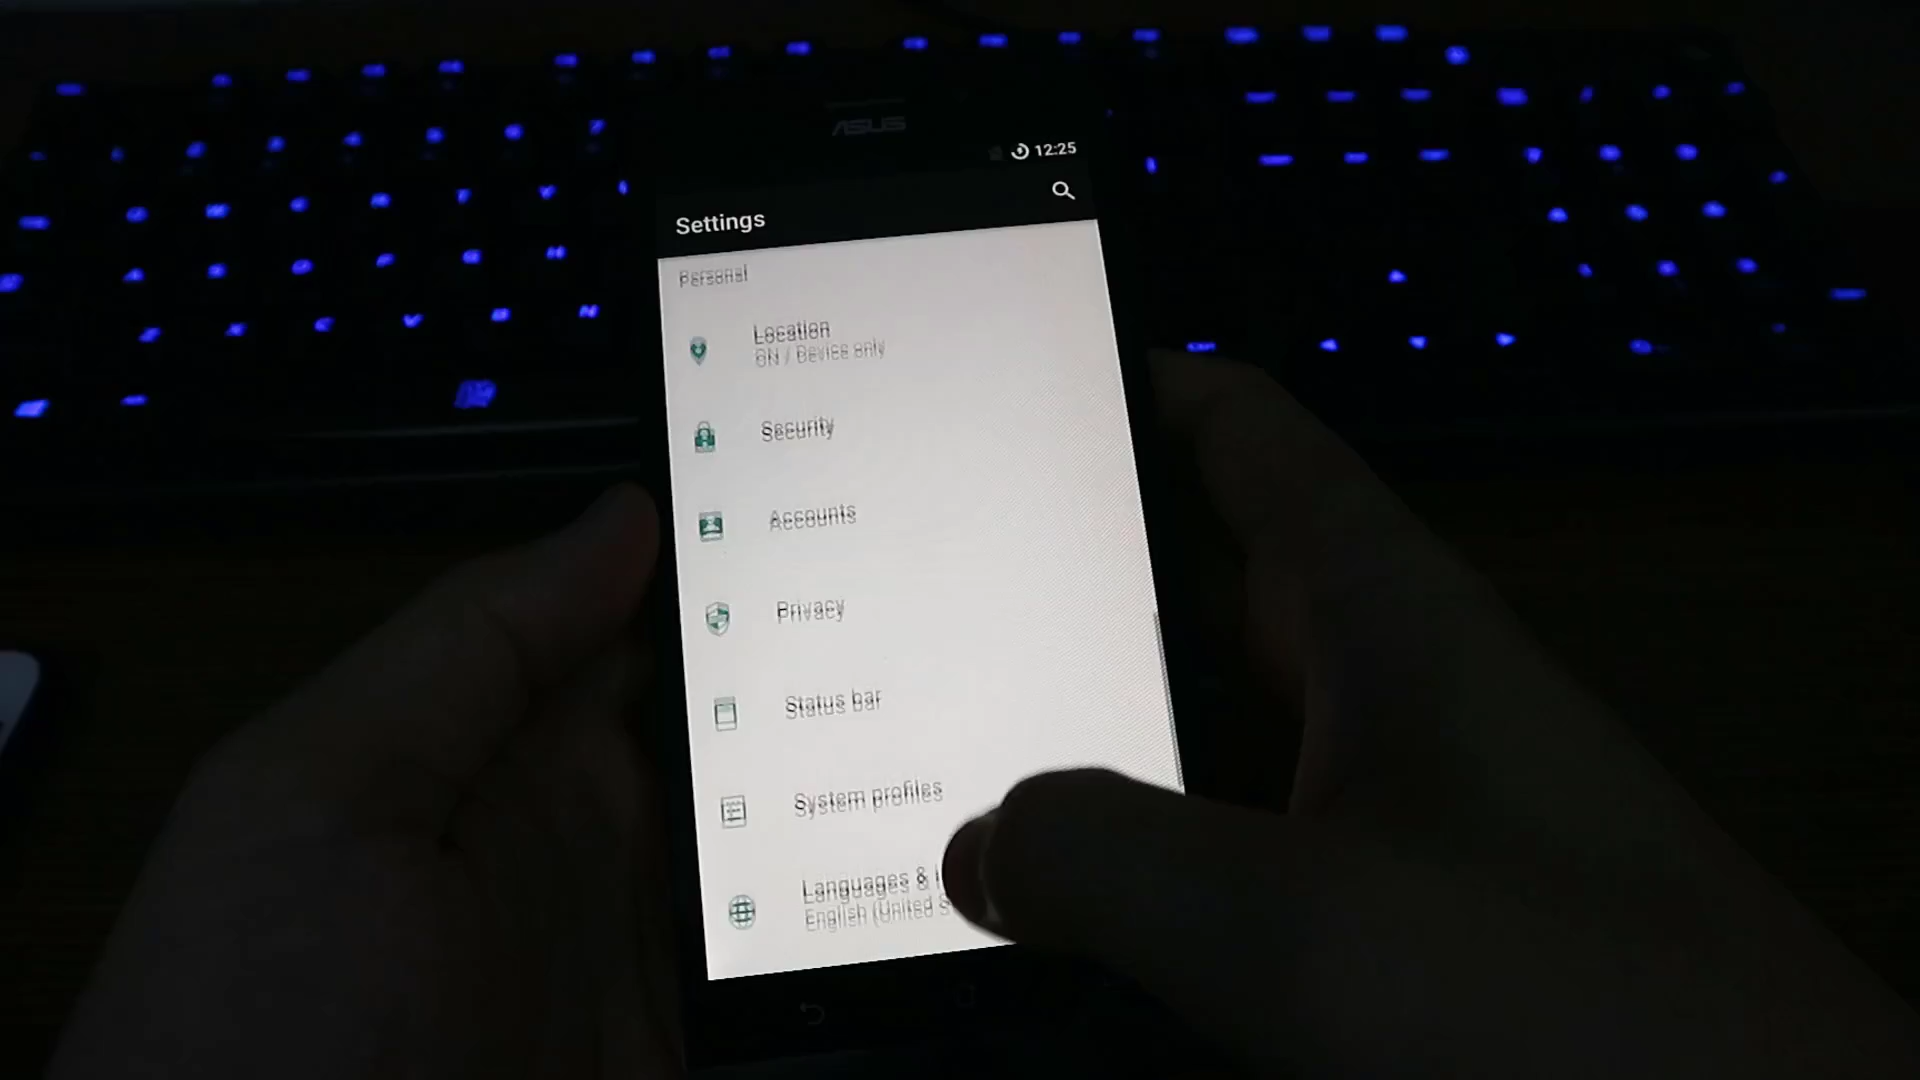 ASUS
12:25
Settings
Personal
Location
ON / Device only
Security
Accounts
Privacy
Status bar
System profiles
Languages &
English (United